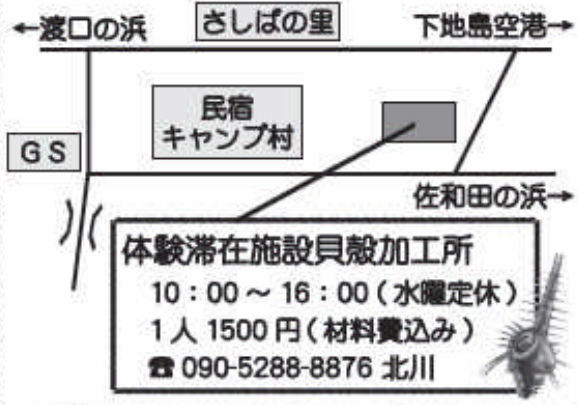 ←渡口の浜
さしばの里
下地島空港→
民宿
キャンプ村
GS
佐和田の浜→
体験滞在施設貝殻加工所
10:00～16:00(水曜定休)
1人1500円(材料費込み)
☎090-5288-8876 北川